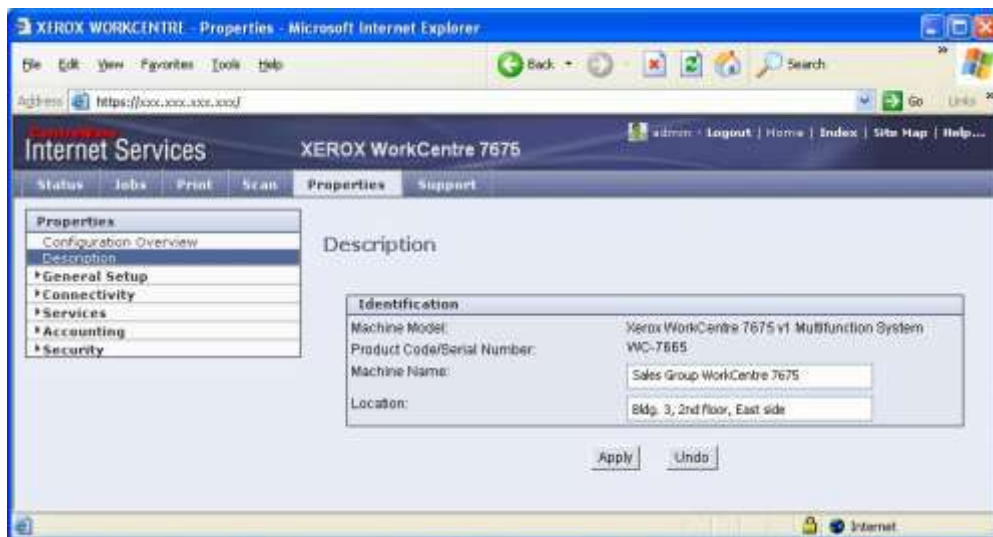 XEROX WORKCENTRE - Properties - Microsoft Internet Explorer
File Edit View Favorites Tools Help
Back
Search
Address https://xxx.xxx.xxx.xxx/
Go Links
CentreWare
Internet Services
XEROX WorkCentre 7675
admin - Logout | Home | Index | Site Map | Help...
Status Jobs Print Scan Properties Support
Properties
Configuration Overview
Description
General Setup
Connectivity
Services
Accounting
Security
Description
Identification
Machine Model: Xerox WorkCentre 7675 v1 Multifunction System
Product Code/Serial Number: WC-7665
Machine Name: Sales Group WorkCentre 7675
Location: Bldg. 3, 2nd floor, East side
Apply Undo
Internet